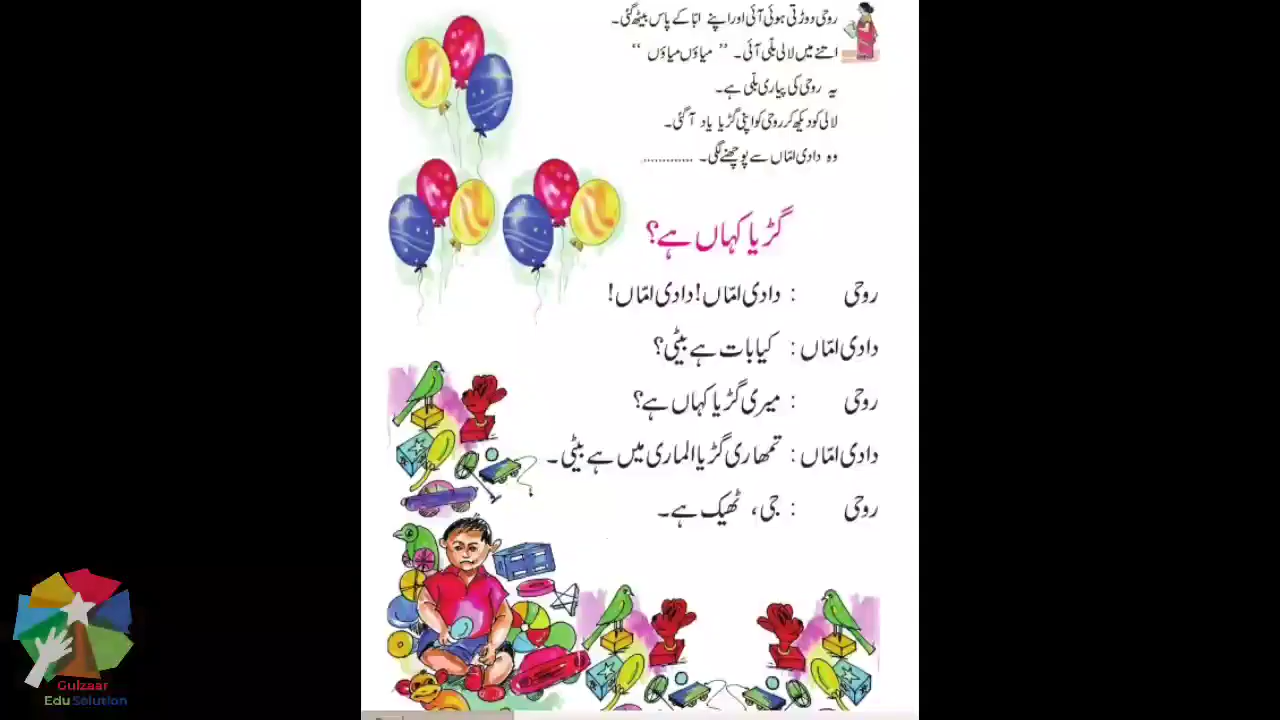 روحی دوڑتی ہوئی آئی اور اپنے ابّا کے پاس بیٹھ گئی۔
اتنے میں لالی بلّی آئی۔ ” میاؤں میاؤں “
یہ روحی کی پیاری بلّی ہے۔
لالی کو دیکھ کر روحی کو اپنی گڑیا یاد آ گئی۔
وہ دادی امّاں سے پوچھنے لگی۔ .............
گڑیا کہاں ہے؟
روحی : دادی امّاں! دادی امّاں!
دادی امّاں : کیا بات ہے بیٹی؟
روحی : میری گڑیا کہاں ہے؟
دادی امّاں : تمھاری گڑیا الماری میں ہے بیٹی۔
روحی : جی، ٹھیک ہے۔
Gulzaar
Edu Solution